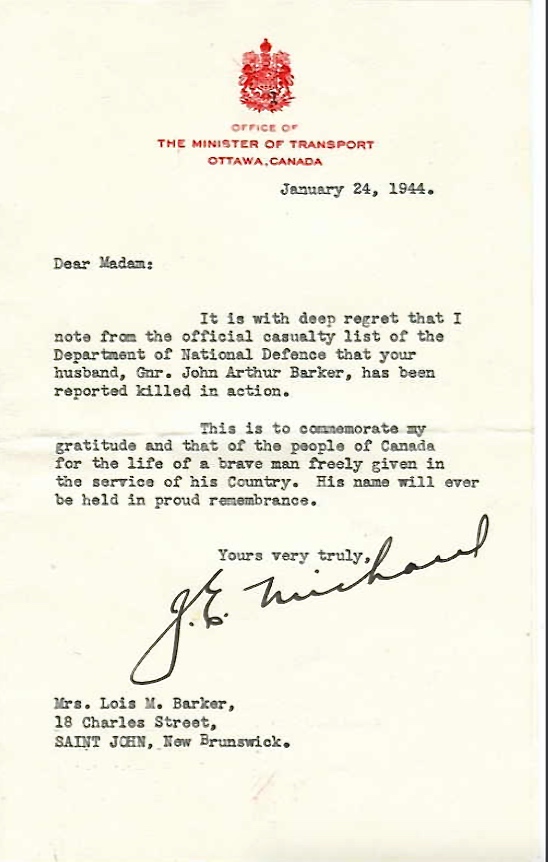 OFFICE OF
THE MINISTER OF TRANSPORT
OTTAWA, CANADA
January 24, 1944.
Dear Madam:
It is with deep regret that I
note from the official casualty list of the
Department of National Defence that your
husband, Gnr. John Arthur Barker, has been
reported killed in action.
This is to commemorate my
gratitude and that of the people of Canada
for the life of a brave man freely given in
the service of his Country.  His name will ever
be held in proud remembrance.
Yours very truly,
J.E. Michaud
Mrs. Lois M. Barker,
18 Charles Street,
SAINT JOHN, New Brunswick.